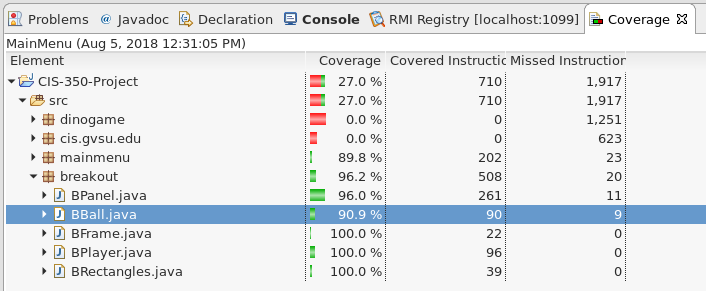 Problems @ Javadoc Declaration Console RMI Registry [localhost:1099] Coverage
MainMenu (Aug 5, 2018 12:31:05 PM)
Element Coverage Covered Instructic Missed Instruction
CIS-350-Project 27.0 % 710 1,917
src 27.0 % 710 1,917
dinogame 0.0 % 0 1,251
cis.gvsu.edu 0.0 % 0 623
mainmenu 89.8 % 202 23
breakout 96.2 % 508 20
BPanel.java 96.0 % 261 11
BBall.java 90.9 % 90 9
BFrame.java 100.0 % 22 0
BPlayer.java 100.0 % 96 0
BRectangles.java 100.0 % 39 0